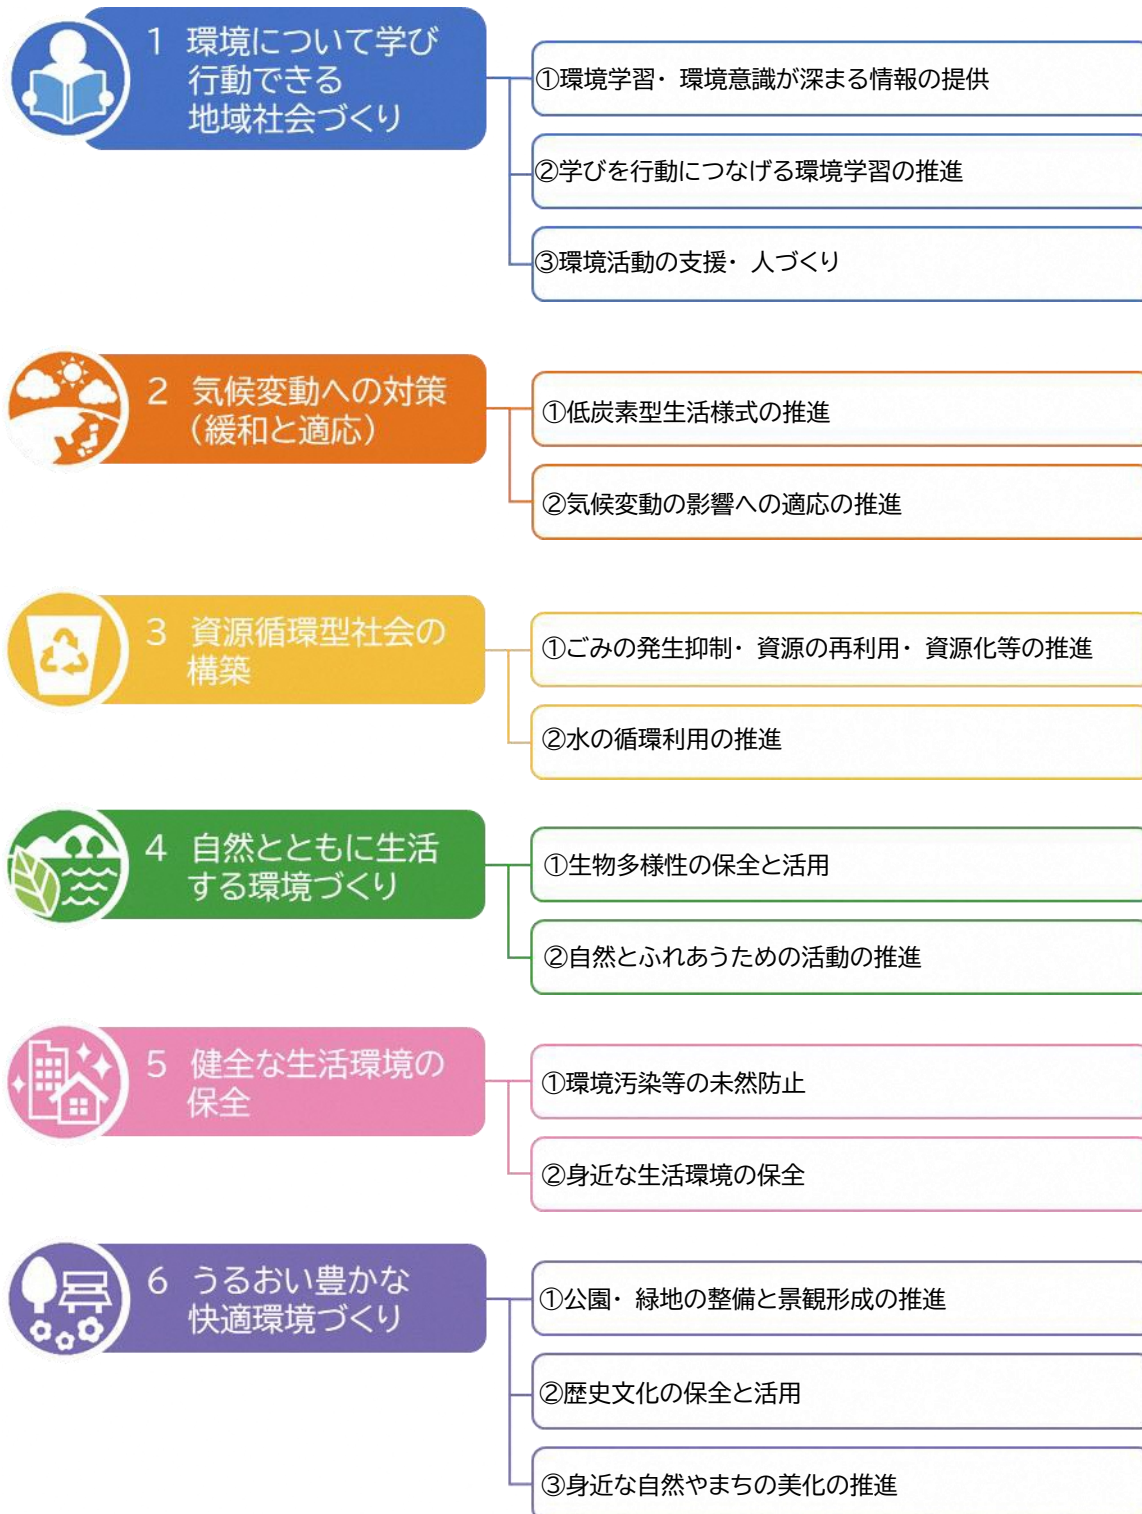 1 環境について学び
行動できる
地域社会づくり
①環境学習・ 環境意識が深まる情報の提供
②学びを行動につなげる環境学習の推進
③環境活動の支援・ 人づくり
2 気候変動への対策
（緩和と適応）
①低炭素型生活様式の推進
②気候変動の影響への適応の推進
3 資源循環型社会の
構築
①ごみの発生抑制・ 資源の再利用・ 資源化等の推進
②水の循環利用の推進
4 自然とともに生活
する環境づくり
①生物多様性の保全と活用
②自然とふれあうための活動の推進
5 健全な生活環境の
保全
①環境汚染等の未然防止
②身近な生活環境の保全
6 うるおい豊かな
快適環境づくり
①公園・ 緑地の整備と景観形成の推進
②歴史文化の保全と活用
③身近な自然やまちの美化の推進